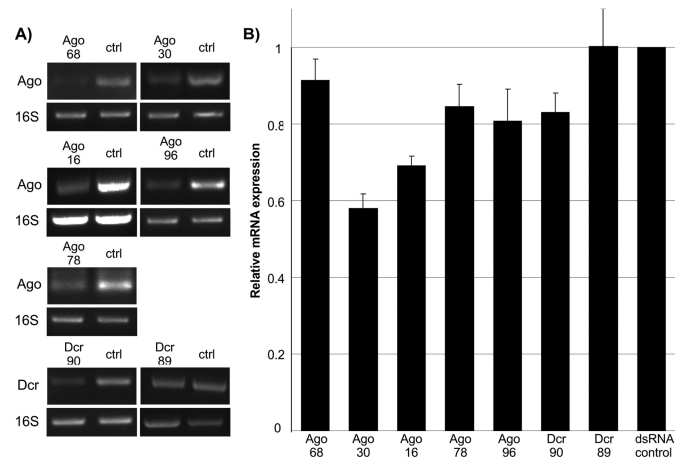 A)
Ago 68 ctrl Ago 30 ctrl
Ago
16S
Ago 16 ctrl Ago 96 ctrl
Ago
16S
Ago 78 ctrl
Ago
16S
Dcr 90 ctrl Dcr 89 ctrl
Dcr
16S
B)
Relative mRNA expression
1
0.8
0.6
0.4
0.2
0
Ago 68 Ago 30 Ago 16 Ago 78 Ago 96 Dcr 90 Dcr 89 dsRNA control